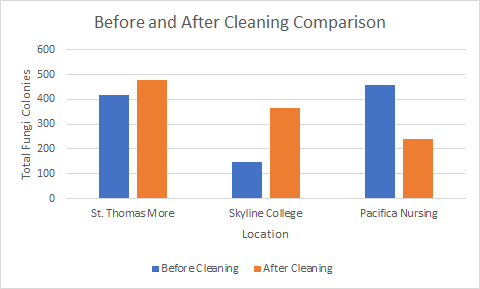 Before and After Cleaning Comparison
Total Fungi Colonies
600
500
400
300
200
100
0
St. Thomas More Skyline College Pacifica Nursing
Location
Before Cleaning After Cleaning